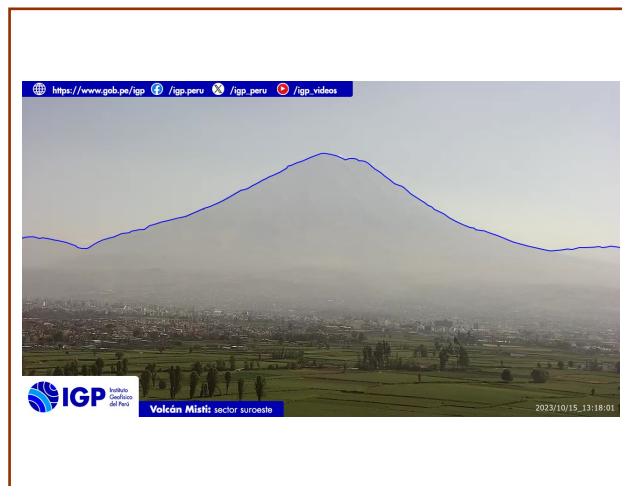 https://www.gob.pe/igp /igp.peru /igp_peru /igp_videos
IGP
Instituto
Geofísico
del Perú
Volcán Misti: sector suroeste
2023/10/15_13:18:01